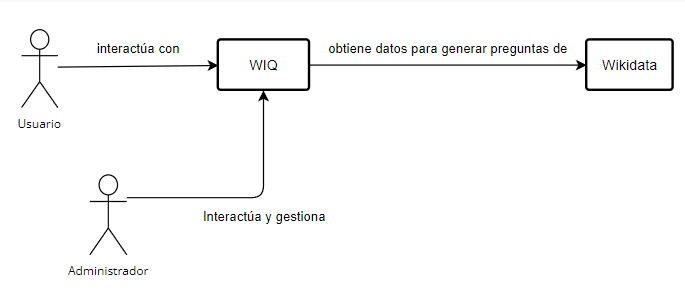 interactúa con
obtiene datos para generar preguntas de
WIQ
Wikidata
Usuario
Interactúa y gestiona
Administrador